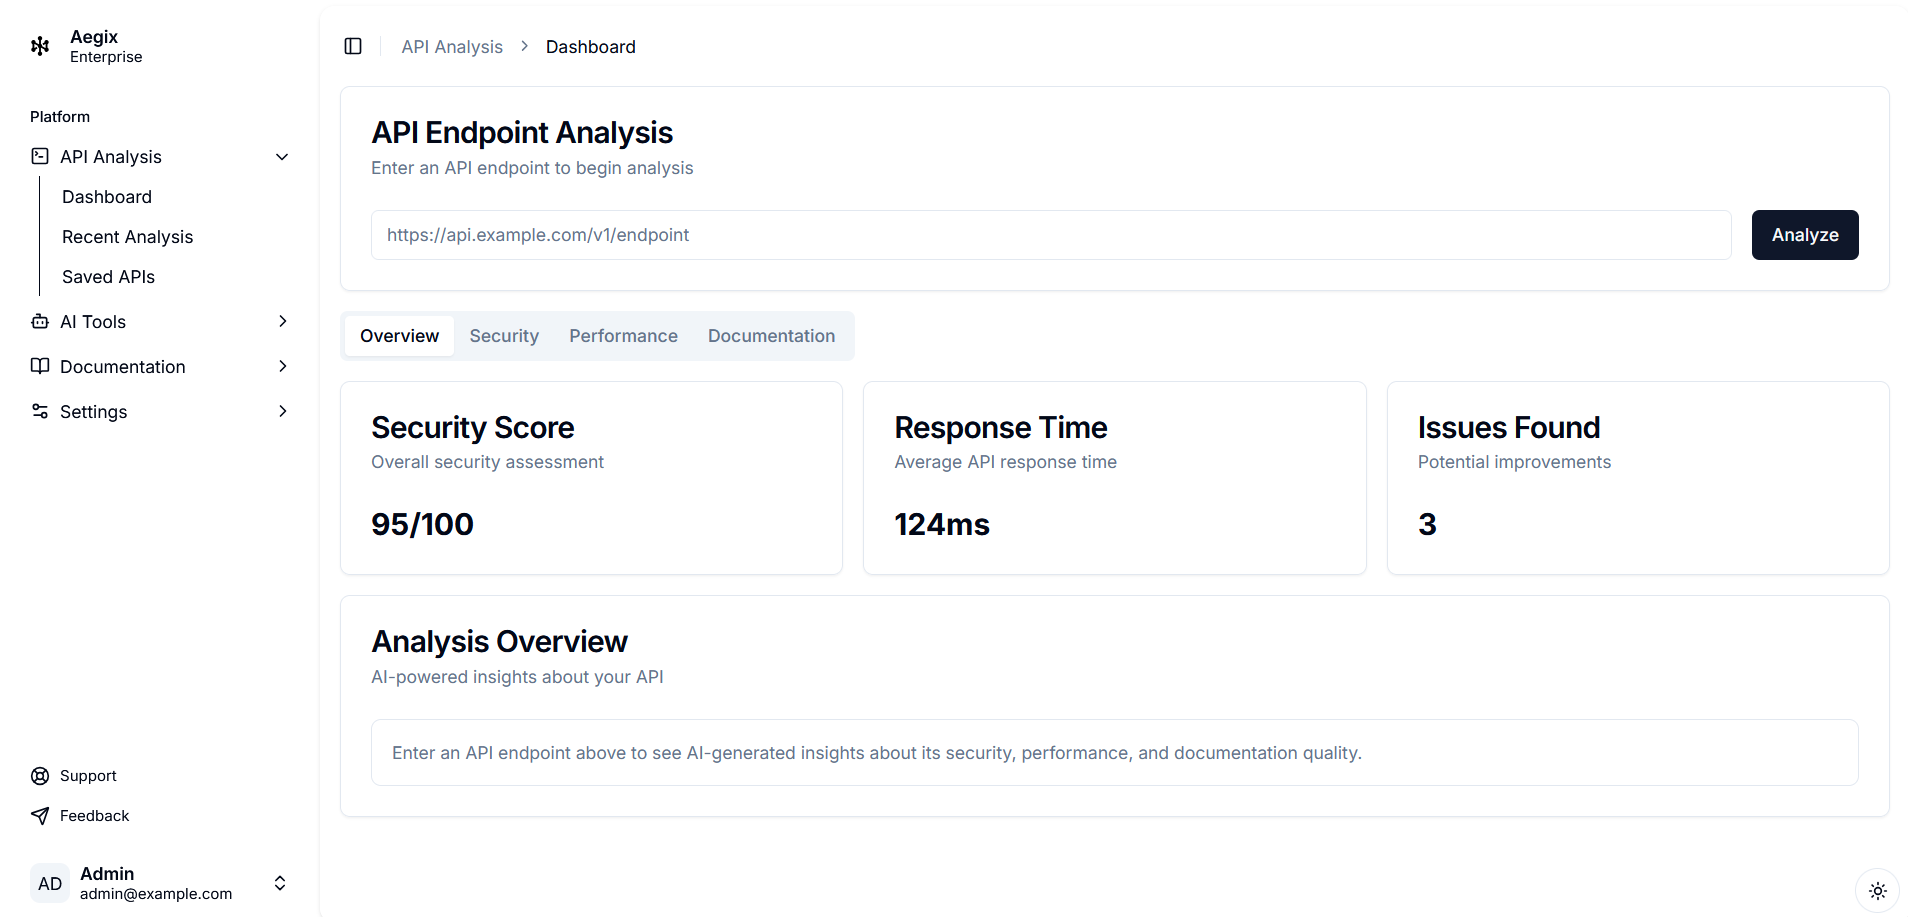 Aegix
Enterprise
Platform
API Analysis
Dashboard
Recent Analysis
Saved APIs
AI Tools
Documentation
Settings
Support
Feedback
AD
Admin
admin@example.com
API Analysis > Dashboard
API Endpoint Analysis
Enter an API endpoint to begin analysis
https://api.example.com/v1/endpoint
Analyze
Overview Security Performance Documentation
Security Score
Overall security assessment
95/100
Response Time
Average API response time
124ms
Issues Found
Potential improvements
3
Analysis Overview
AI-powered insights about your API
Enter an API endpoint above to see AI-generated insights about its security, performance, and documentation quality.